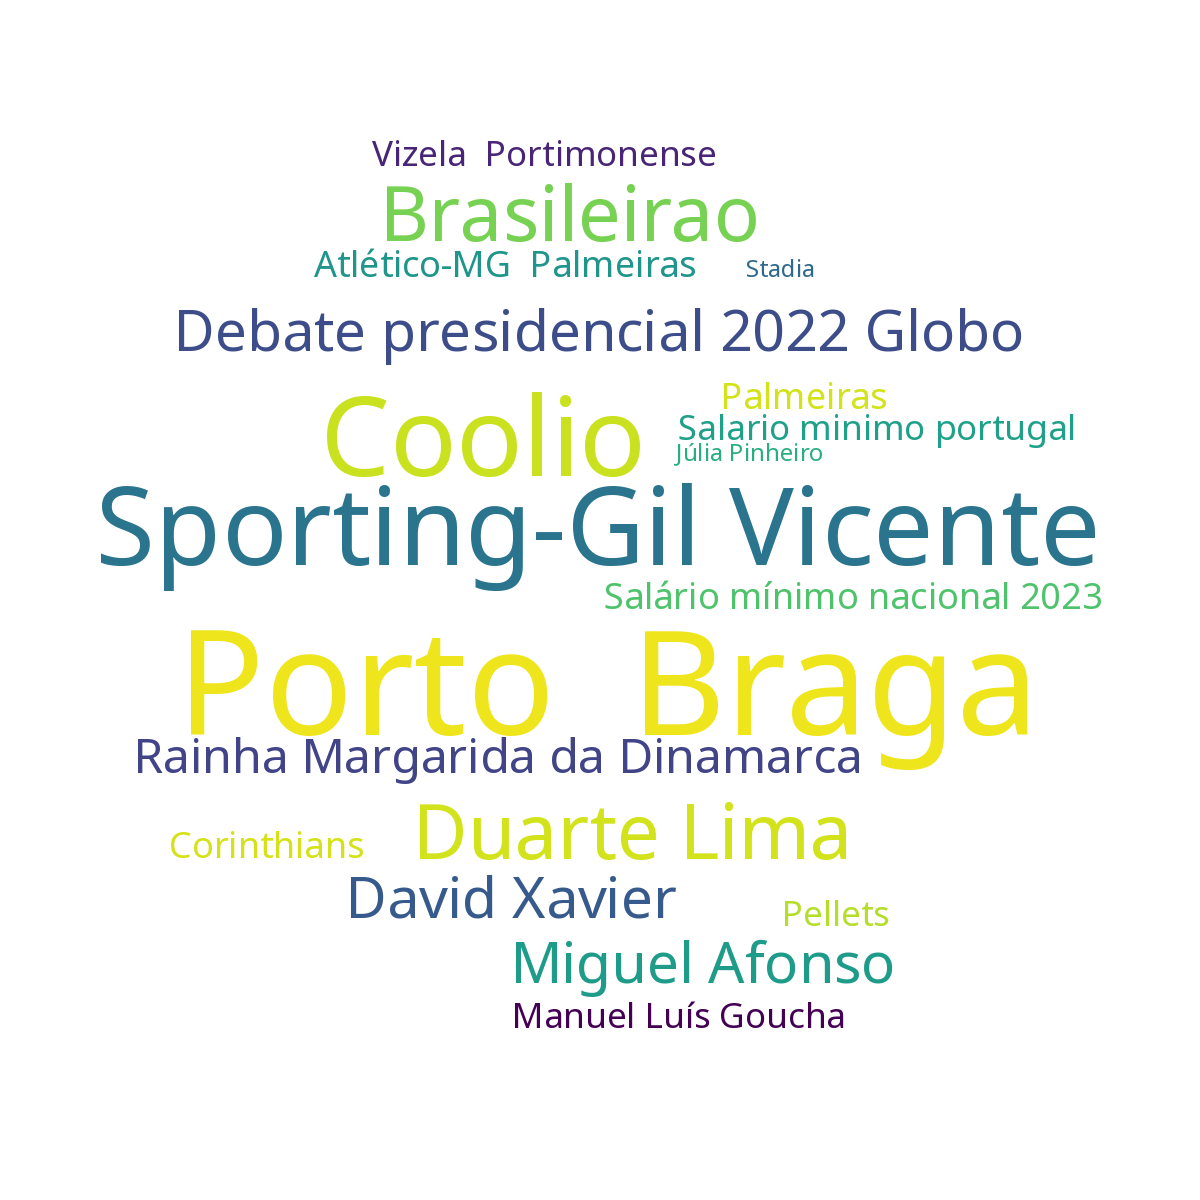 Vizela  Portimonense
Brasileirao
Atlético-MG  Palmeiras
Stadia
Debate presidencial 2022 Globo
Palmeiras
Coolio
Salario minimo portugal
Júlia Pinheiro
Sporting-Gil Vicente
Salário mínimo nacional 2023
Porto  Braga
Rainha Margarida da Dinamarca
Duarte Lima
Corinthians
David Xavier
Pellets
Miguel Afonso
Manuel Luís Goucha